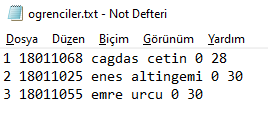 ogrenciler.txt - Not Defteri
Dosya Düzen Biçim Görünüm Yardım
1 18011068 cagdas cetin 0 28
2 18011025 enes altingemi 0 30
3 18011055 emre urcu 0 30